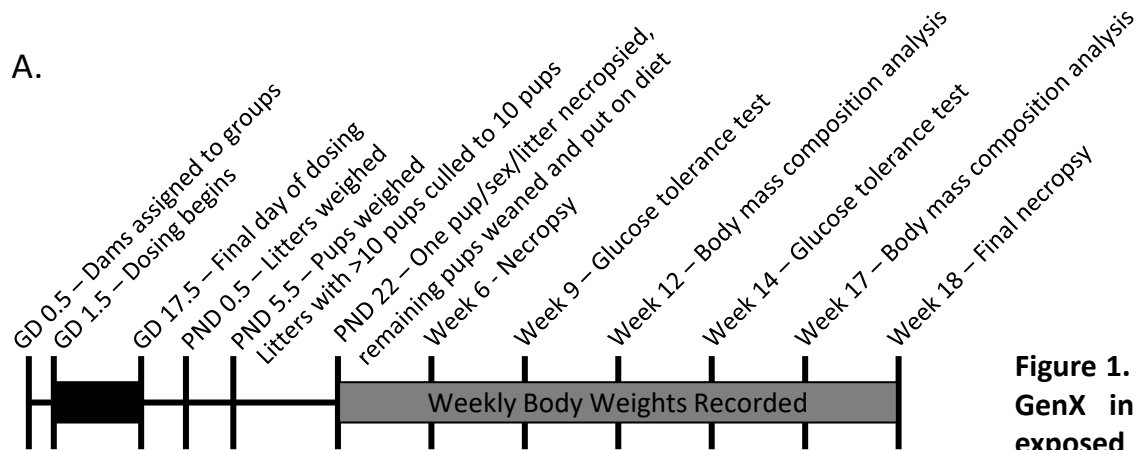 A.
GD 0.5 – Dams assigned to groups
GD 1.5 – Dosing begins
GD 17.5 – Final day of dosing
PND 0.5 – Litters weighed
PND 5.5 – Pups weighed
Litters with >10 pups culled to 10 pups
PND 22 – One pup/sex/litter necropsied,
remaining pups weaned and put on diet
Week 6 - Necropsy
Week 9 – Glucose tolerance test
Week 12 – Body mass composition analysis
Week 14 – Glucose tolerance test
Week 17 – Body mass composition analysis
Week 18 – Final necropsy
Weekly Body Weights Recorded
Figure 1.
GenX in
exposed